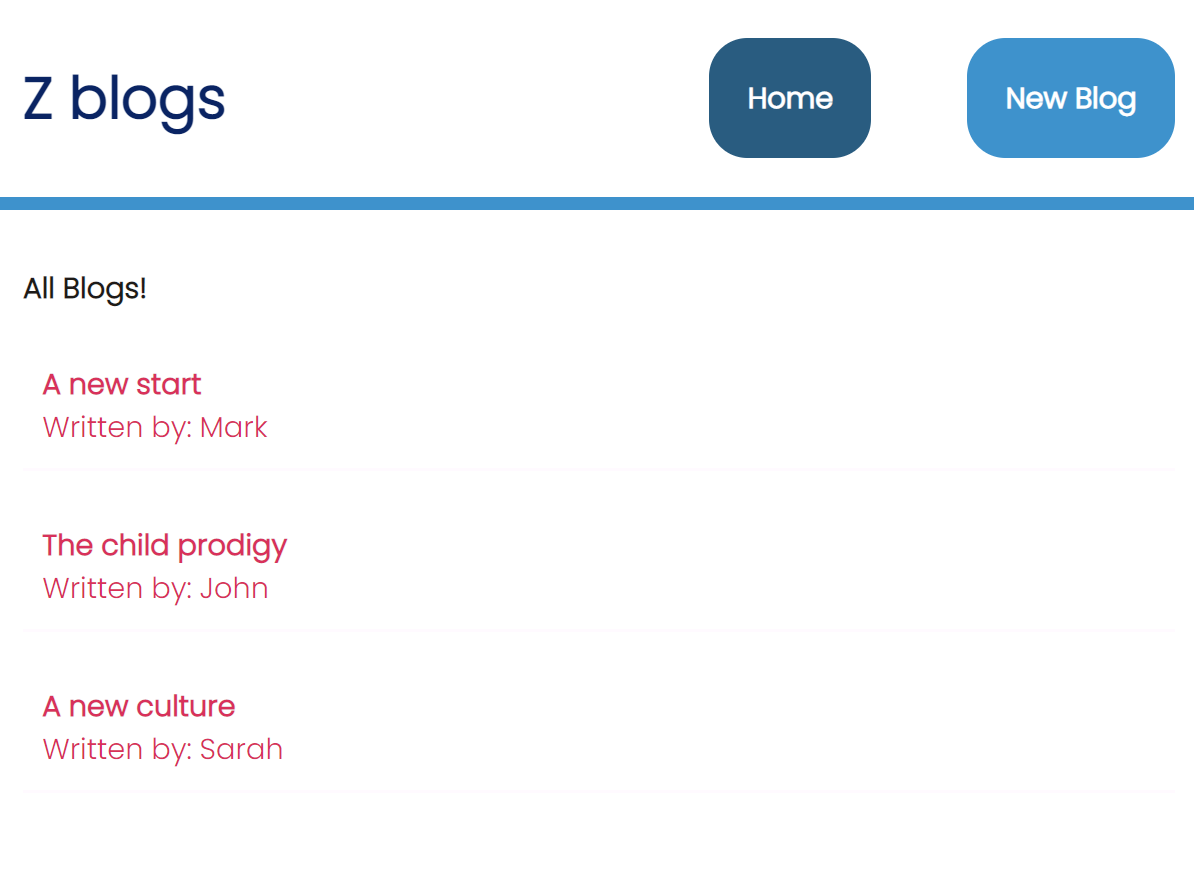 Z blogs
Home
New Blog
All Blogs!
A new start
Written by: Mark
The child prodigy
Written by: John
A new culture
Written by: Sarah